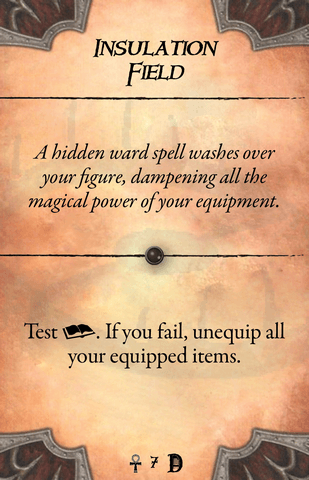 Insulation
Field
A hidden ward spell washes over
your figure, dampening all the
magical power of your equipment.
Test . If you fail, unequip all
your equipped items.
7 D